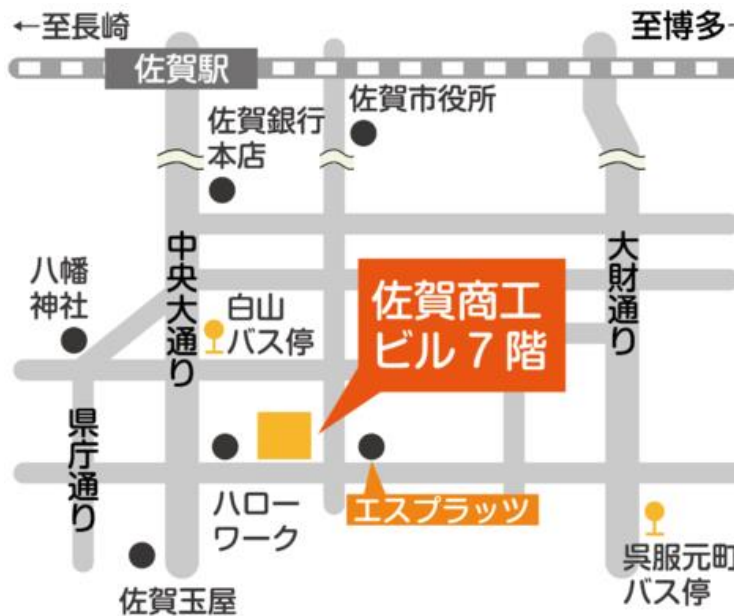 ←至長崎
至博多
佐賀駅
佐賀市役所
佐賀銀行
本店
中央大通り
大財通り
八幡
神社
白山
バス停
佐賀商工
ビル7階
県庁通り
ハロー
ワーク
エスプラッツ
呉服元町
バス停
佐賀玉屋